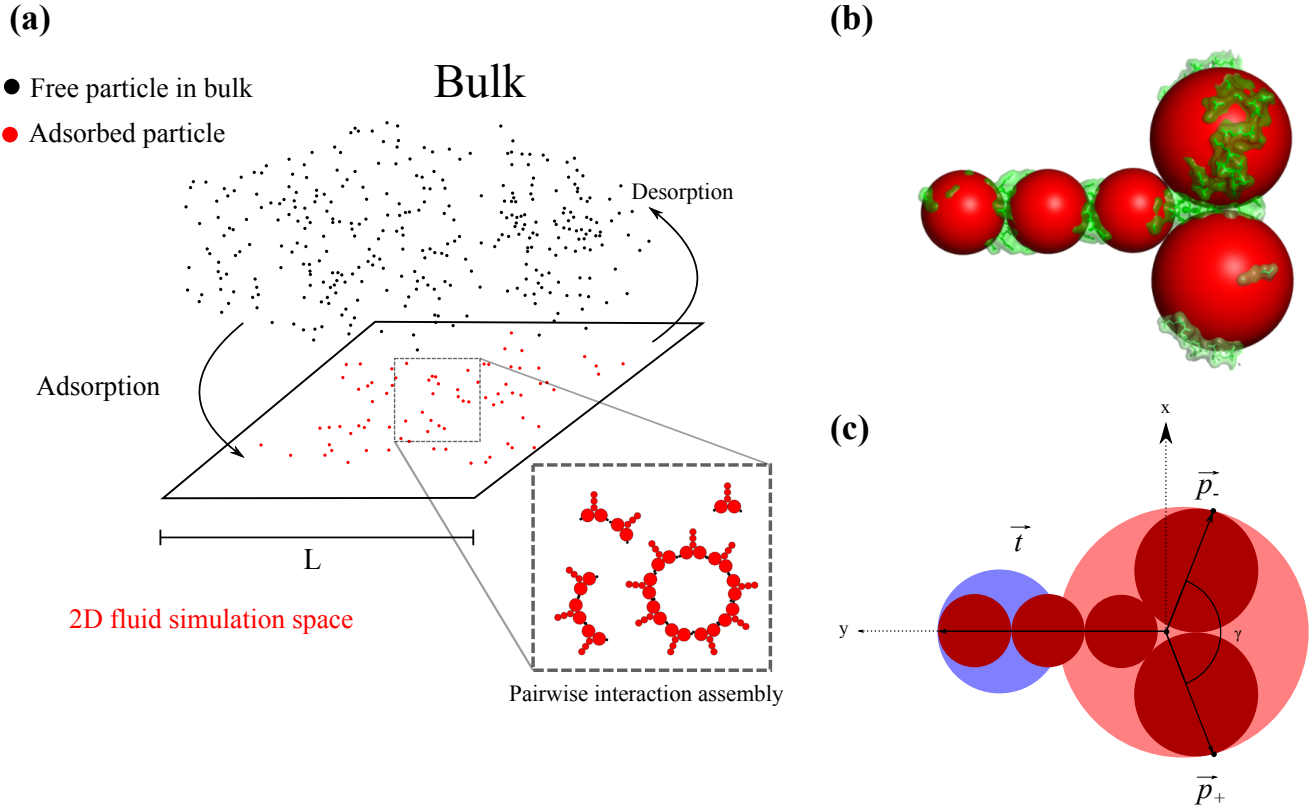 (a)
Free particle in bulk
Adsorbed particle
Bulk
Desorption
Adsorption
L
2D fluid simulation space
Pairwise interaction assembly
(b)
(c)
x
y
t
p-
γ
p+